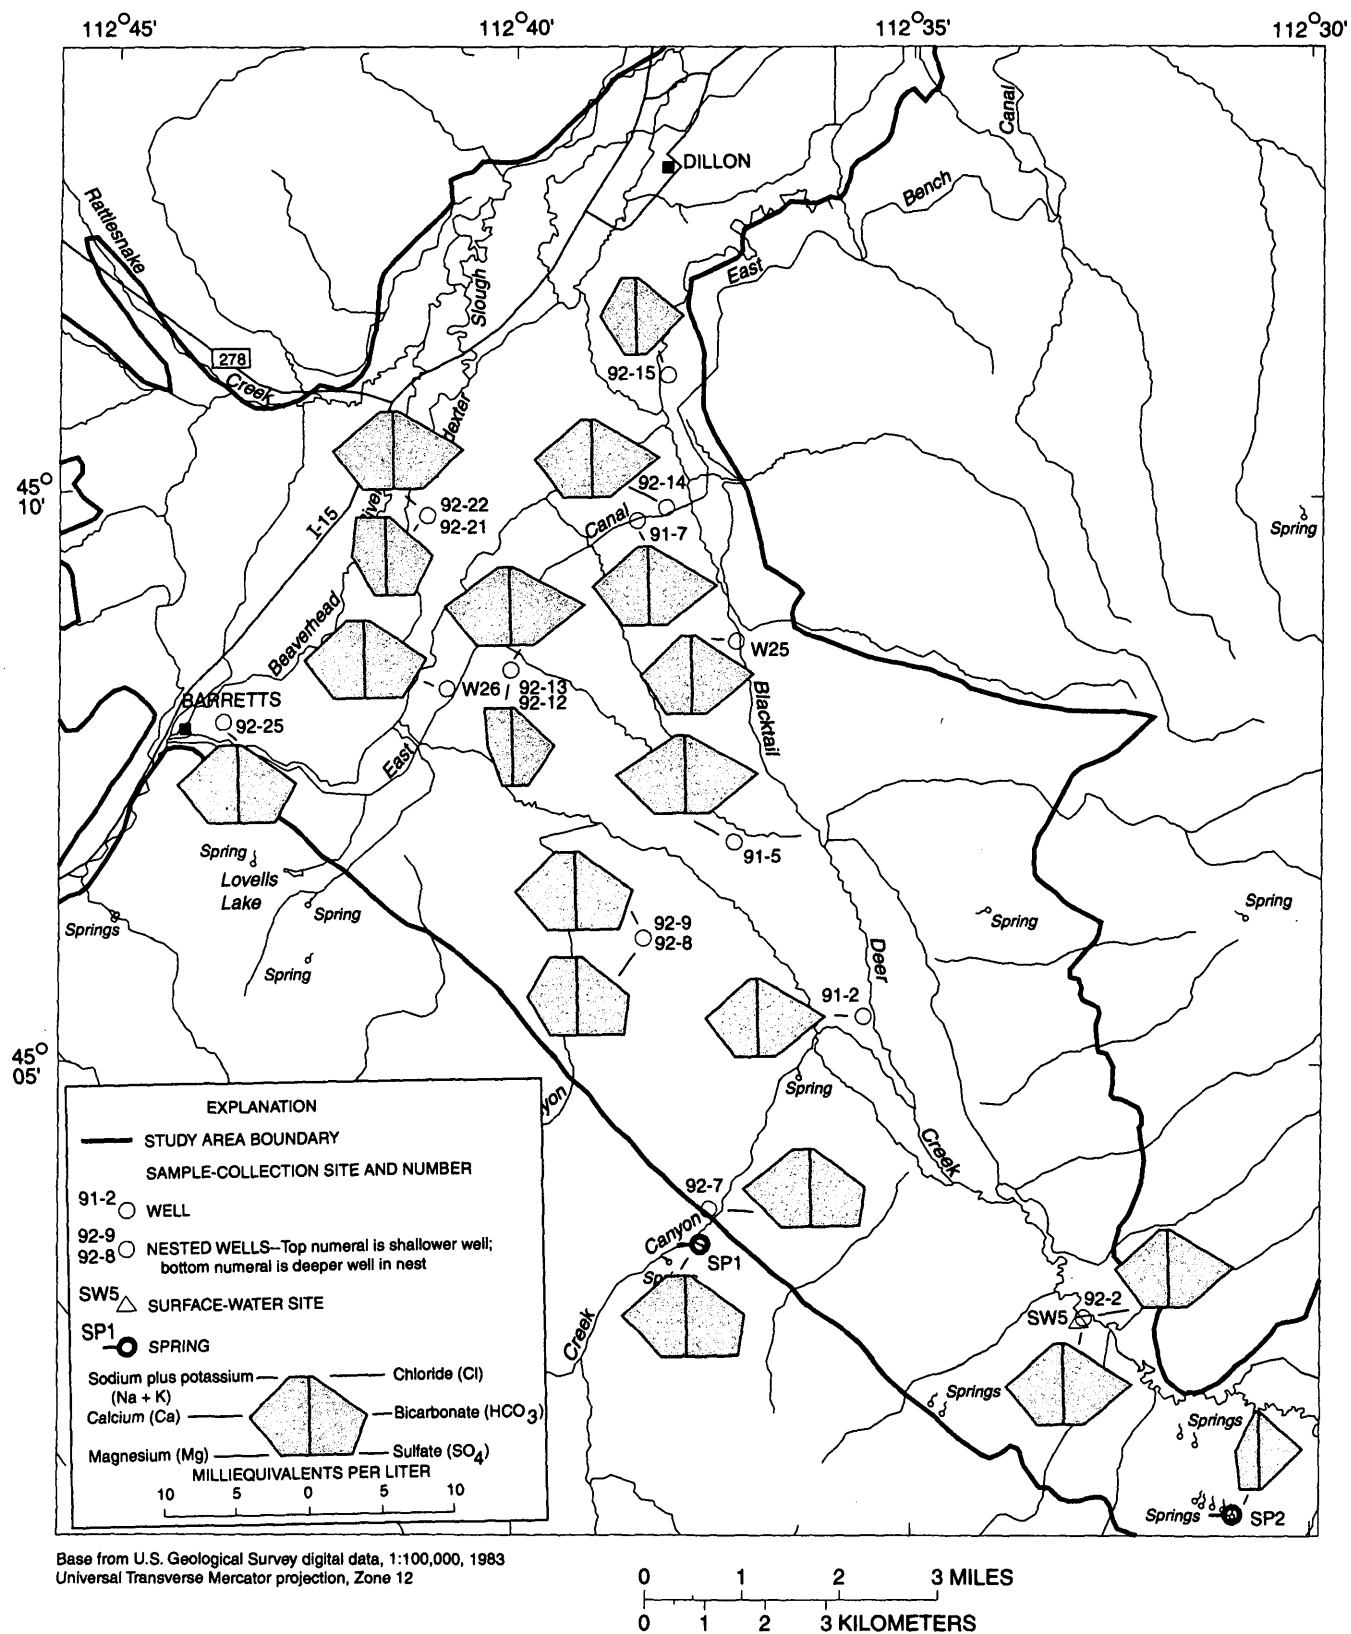 112°45'
112°40'
112°35'
112°30'
Canal
DILLON
Bench
Rattlesnake
East
Slough
278
Creek
92-15
dexter
45°
10'
92-14
92-22
92-21
iver
I-15
Canal
91-7
Spring
Beaverhead
W25
W26
92-13
92-12
BARRETTS
92-25
Blacktail
East
91-5
Spring
Lovells
Lake
Spring
Springs
Spring
92-9
92-8
Spring
Spring
Deer
91-2
45°
05'
Spring
yon
Creek
92-7
Canyon
SP1
Sp
Creek
92-2
SW5
Springs
Springs
Springs
SP2
EXPLANATION
STUDY AREA BOUNDARY
SAMPLE-COLLECTION SITE AND NUMBER
91-2
WELL
92-9
92-8
NESTED WELLS--Top numeral is shallower well;
bottom numeral is deeper well in nest
SW5
SURFACE-WATER SITE
SP1
SPRING
Sodium plus potassium
(Na + K)
Chloride (Cl)
Calcium (Ca)
Bicarbonate (HCO3)
Magnesium (Mg)
Sulfate (SO4)
MILLIEQUIVALENTS PER LITER
10 5 0 5 10
Base from U.S. Geological Survey digital data, 1:100,000, 1983
Universal Transverse Mercator projection, Zone 12
0 1 2 3 MILES
0 1 2 3 KILOMETERS